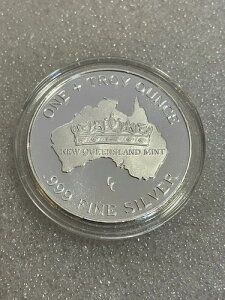 ONE TROY OUNCE
NEW QUEENSLAND MINT
999 FINE SILVER